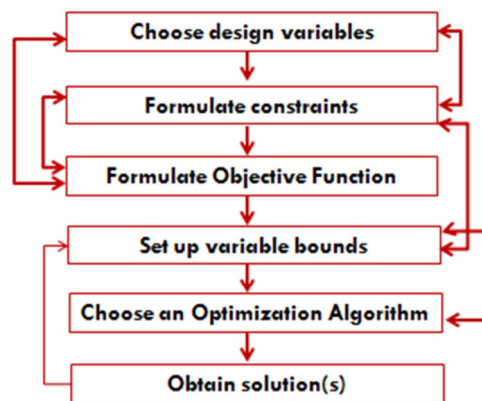 Choose design variables
Formulate constraints
Formulate Objective Function
Set up variable bounds
Choose an Optimization Algorithm
Obtain solution(s)